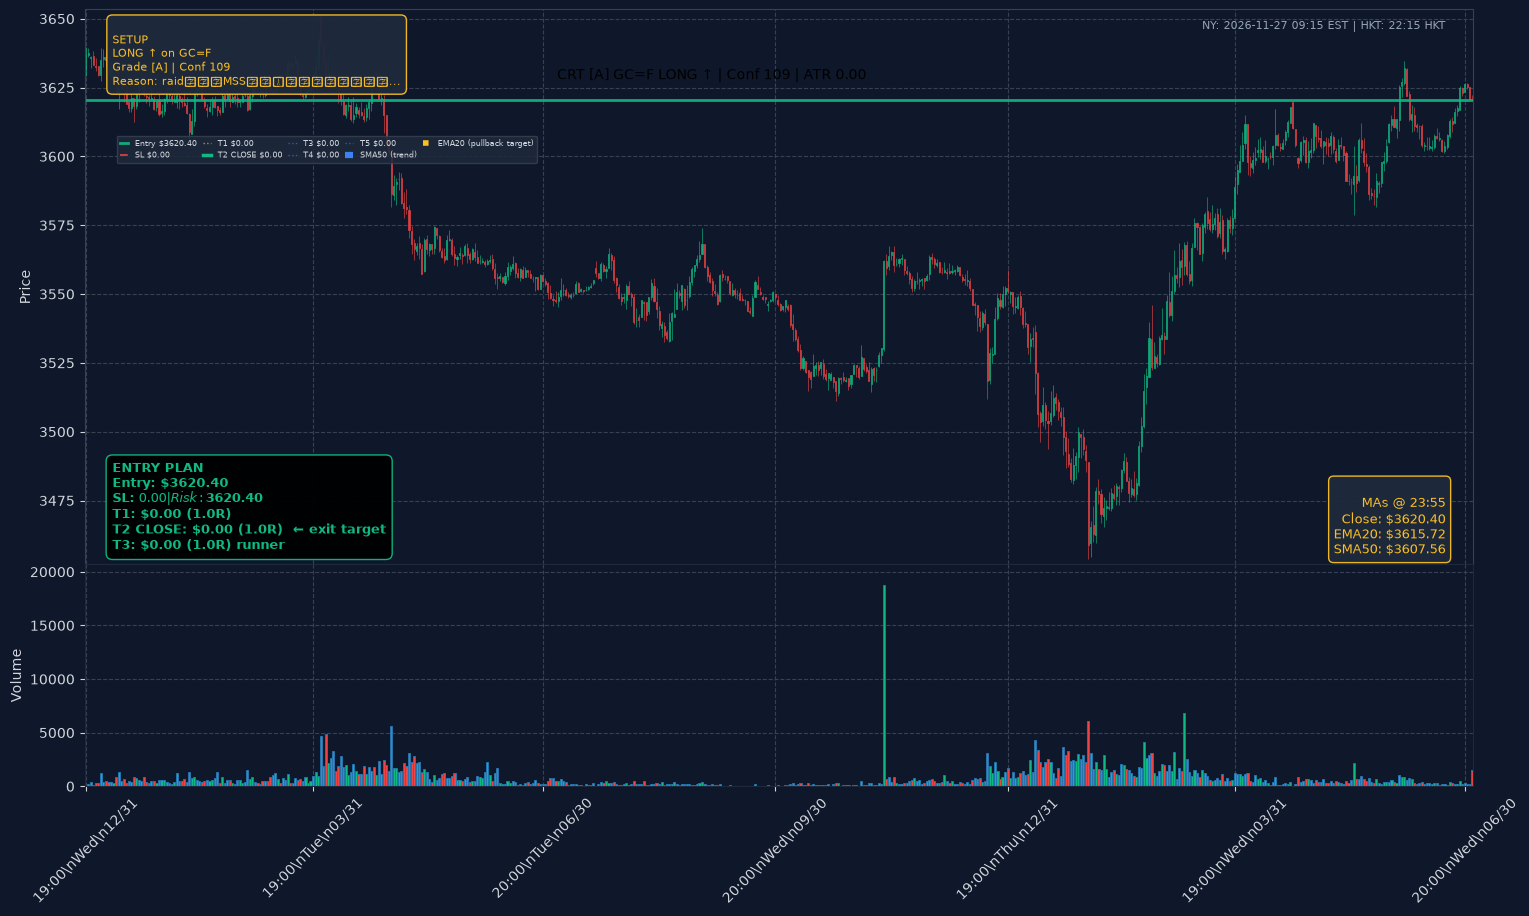 NY: 2026-11-27 09:15 EST | HKT: 22:15 HKT
SETUP
LONG ↑ on GC=F
Grade [A] | Conf 109
Reason: raid MSS ...
CRT [A] GC=F LONG ↑ | Conf 109 | ATR 0.00
Entry $3620.40 T1 $0.00 T3 $0.00 T5 $0.00 EMA20 (pullback target)
SL $0.00 T2 CLOSE $0.00 T4 $0.00 SMA50 (trend)
Price
3650
3625
3600
3575
3550
3525
3500
3475
ENTRY PLAN
Entry: $3620.40
SL: 0.00|Risk:3620.40
T1: $0.00 (1.0R)
T2 CLOSE: $0.00 (1.0R) ← exit target
T3: $0.00 (1.0R) runner
MAs @ 23:55
Close: $3620.40
EMA20: $3615.72
SMA50: $3607.56
Volume
20000
15000
10000
5000
0
19:00\nWed\n12/31
19:00\nTue\n03/31
20:00\nTue\n06/30
20:00\nWed\n09/30
19:00\nThu\n12/31
19:00\nWed\n03/31
20:00\nWed\n06/30